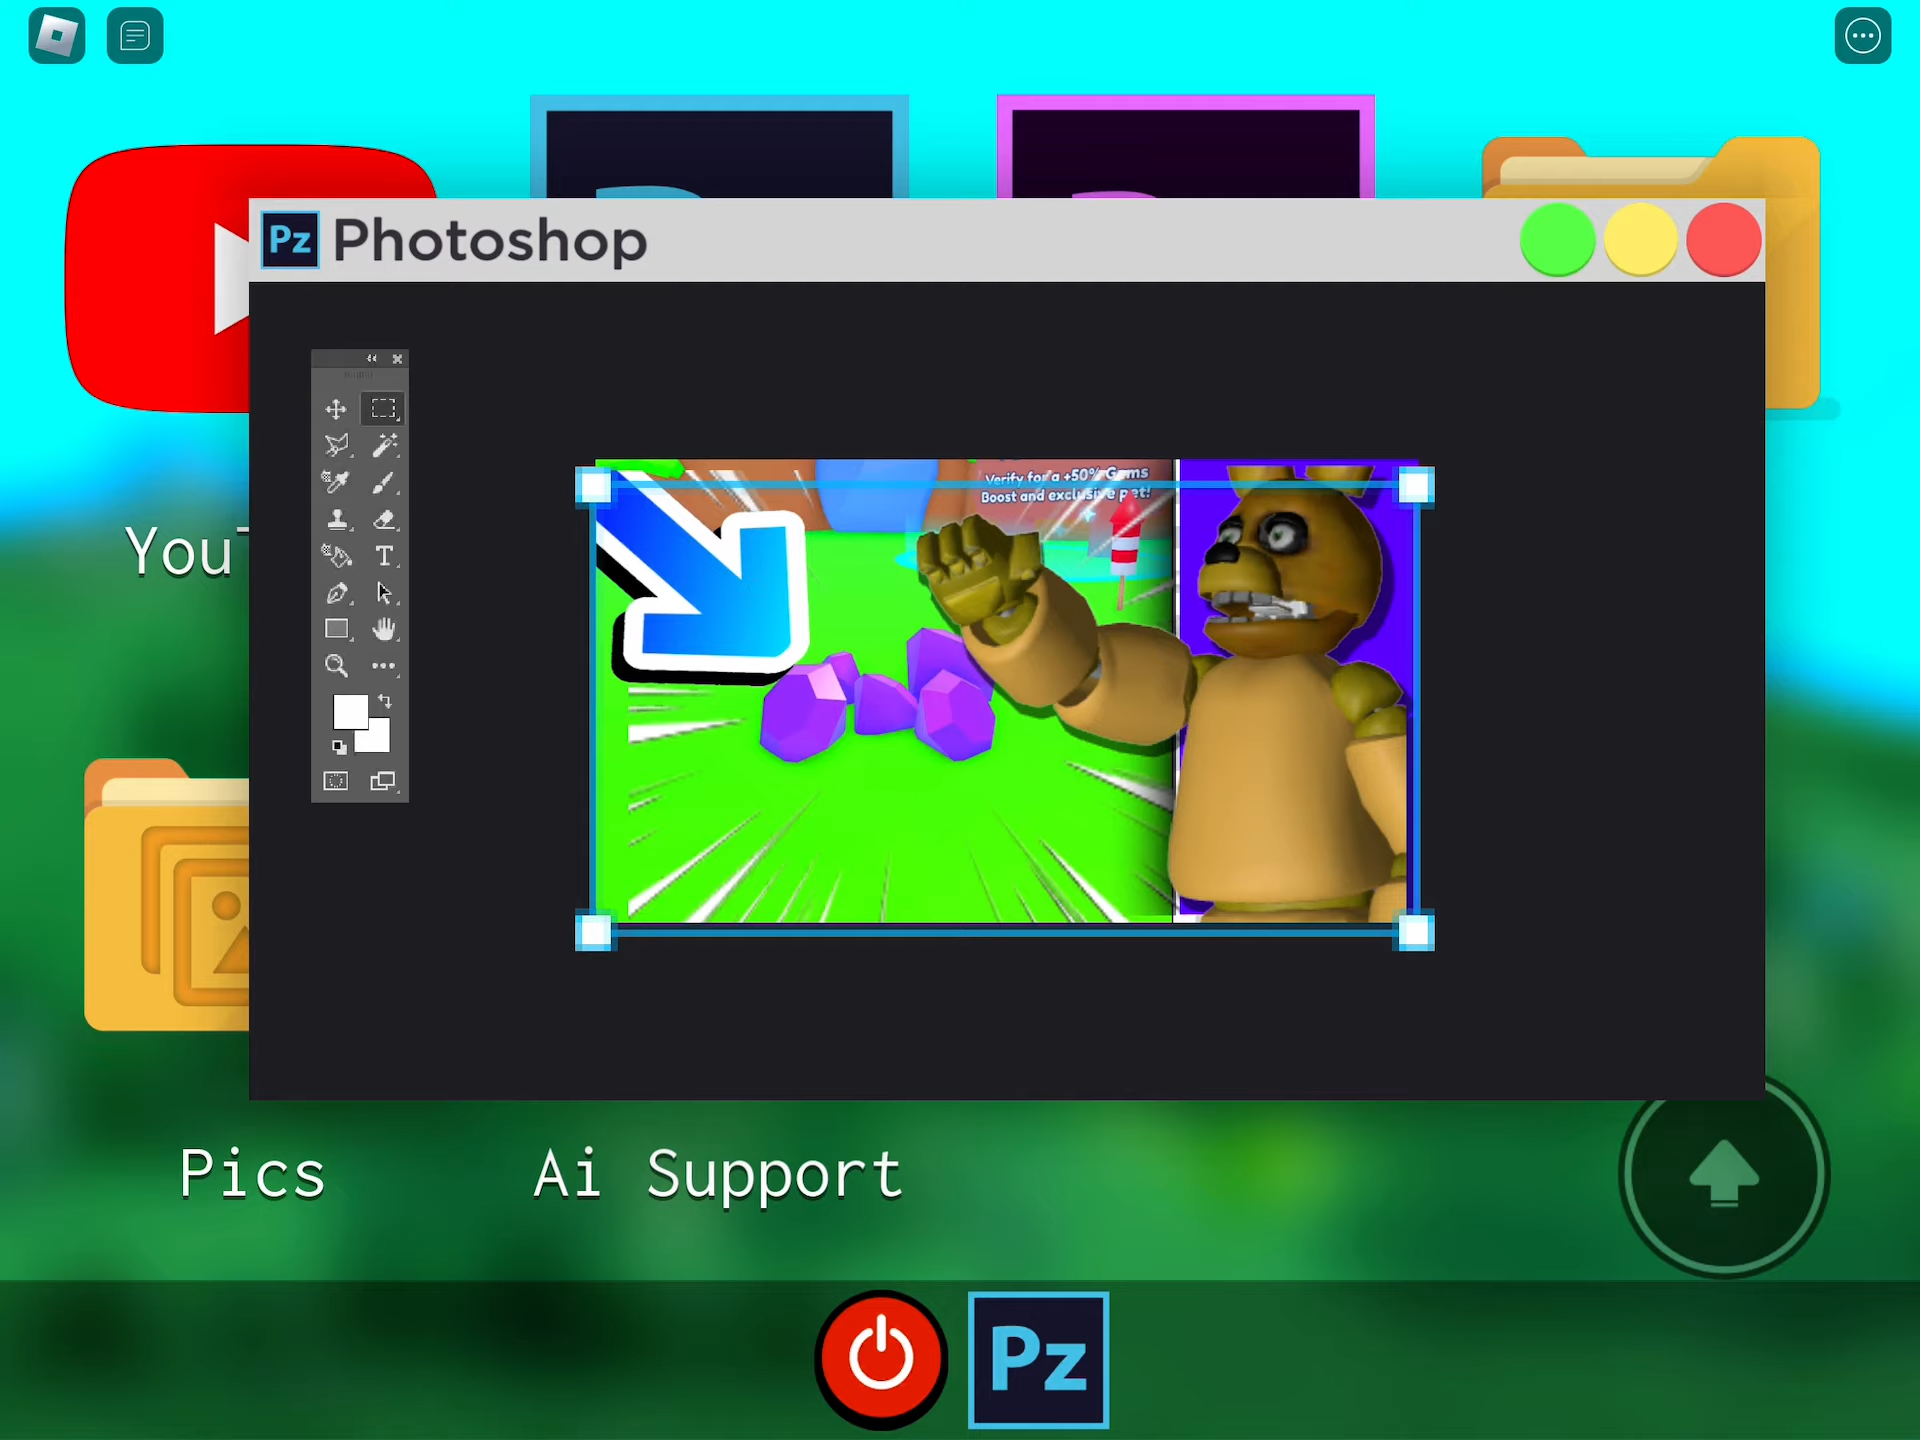 Pz Photoshop
Verify for a +50% Gems
Boost and exclusive pet!
You
T
Pics
Ai Support
Pz